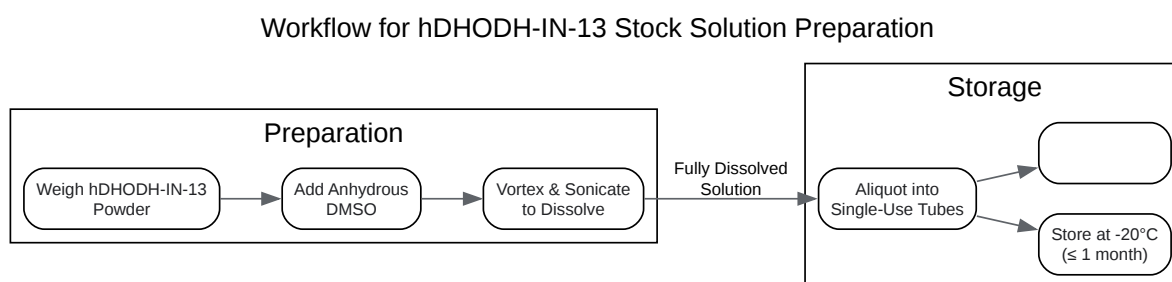 Workflow for hDHODH-IN-13 Stock Solution Preparation
Preparation
Weigh hDHODH-IN-13
Powder
Add Anhydrous
DMSO
Vortex & Sonicate
to Dissolve
Fully Dissolved
Solution
Storage
Aliquot into
Single-Use Tubes
Store at -20°C
(≤ 1 month)